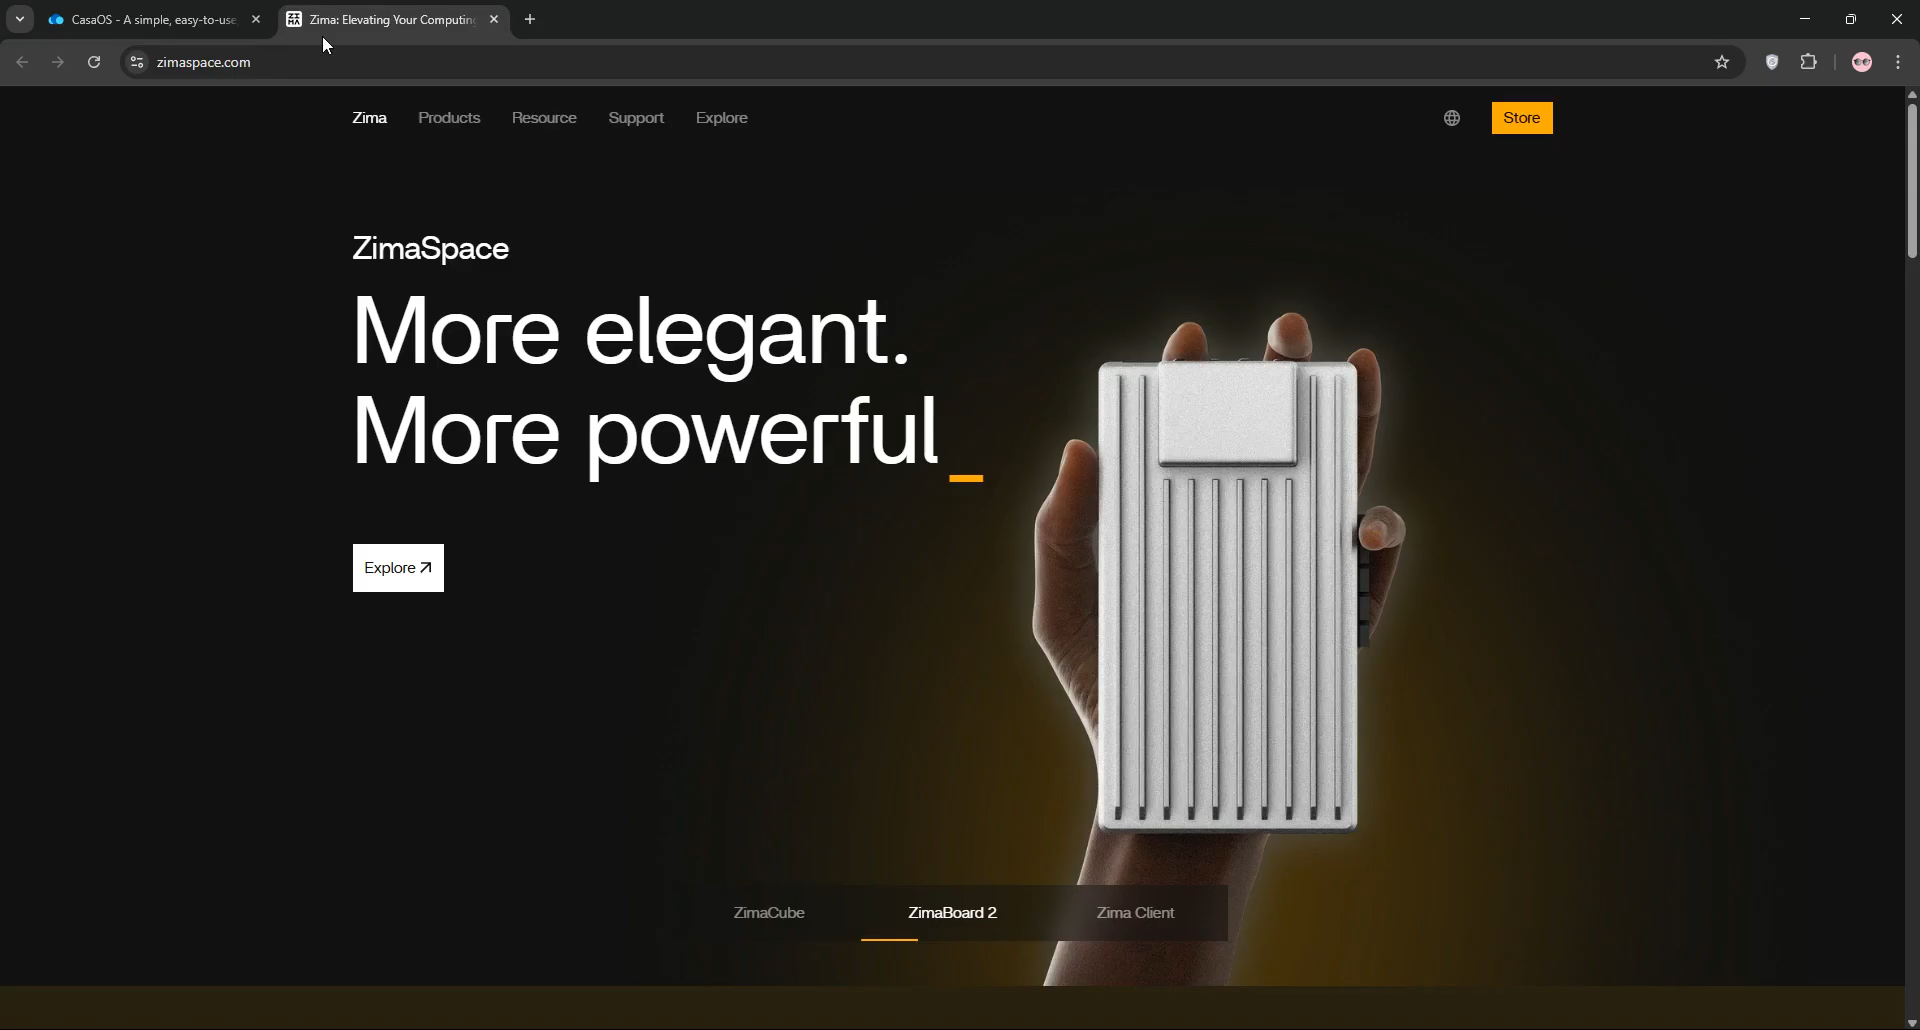 CasaOS - A simple, easy-to-use
Zima: Elevating Your Computing
zimaspace.com
Zima
Products
Resource
Support
Explore
Store
ZimaSpace
More elegant.
More powerful_
Explore
ZimaCube
ZimaBoard 2
Zima Client